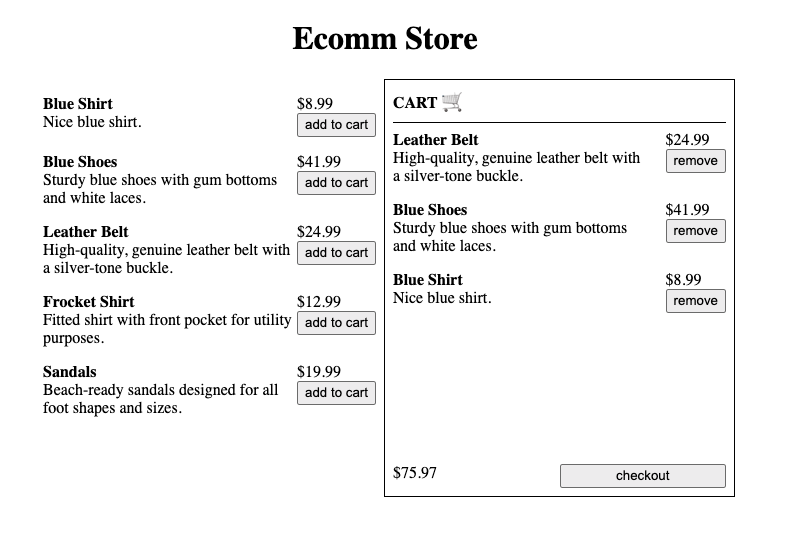 Ecomm Store
Blue Shirt $8.99
Nice blue shirt. add to cart
Blue Shoes $41.99
Sturdy blue shoes with gum bottoms add to cart
and white laces.
Leather Belt $24.99
High-quality, genuine leather belt with add to cart
a silver-tone buckle.
Frocket Shirt $12.99
Fitted shirt with front pocket for utility add to cart
purposes.
Sandals $19.99
Beach-ready sandals designed for all add to cart
foot shapes and sizes.
CART 🛒
Leather Belt $24.99
High-quality, genuine leather belt with remove
a silver-tone buckle.
Blue Shoes $41.99
Sturdy blue shoes with gum bottoms remove
and white laces.
Blue Shirt $8.99
Nice blue shirt. remove
$75.97 checkout